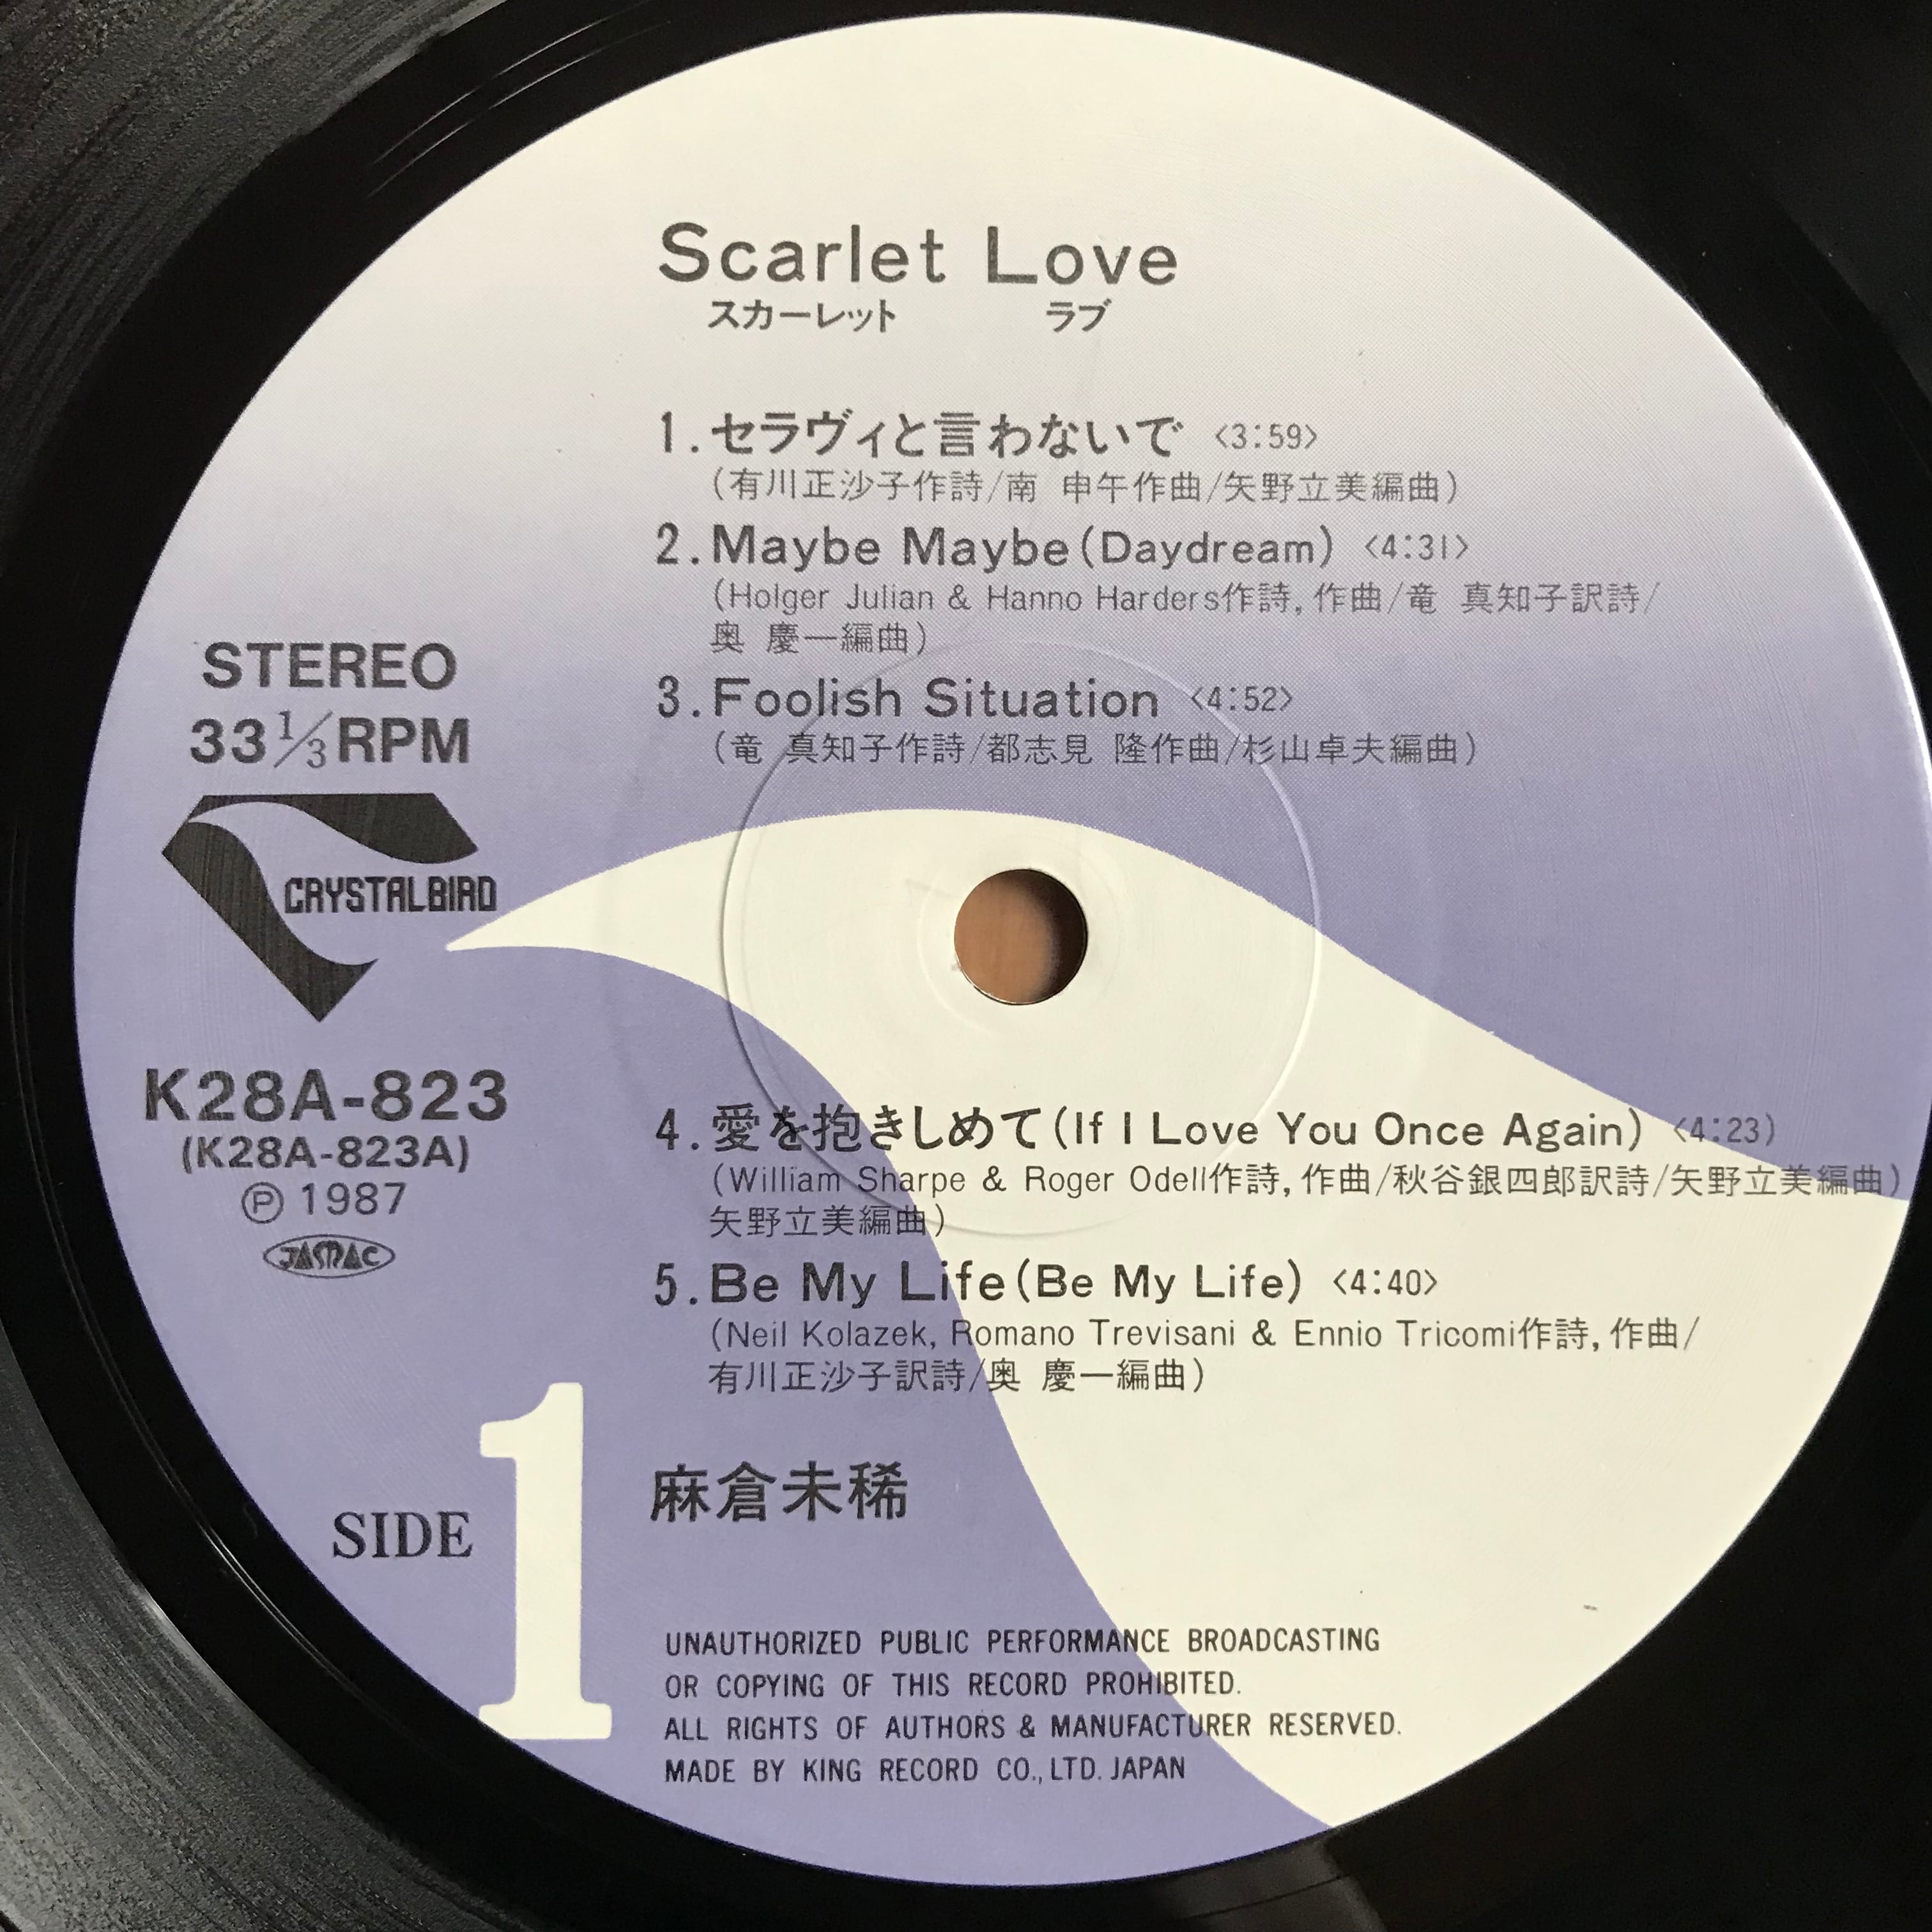 Scarlet Love
スカーレット ラブ
1.セラヴィと言わないで 〈3:59〉
(有川正沙子作詩/南 申午作曲/矢野立美編曲)
2.Maybe Maybe(Daydream) 〈4:31〉
(Holger Julian & Hanno Harders作詩,作曲/竜 真知子訳詩/
奥 慶一編曲)
3.Foolish Situation 〈4:52〉
(竜 真知子作詩/都志見 隆作曲/杉山卓夫編曲)
STEREO
33 1/3 RPM
CRYSTALBIRD
K28A-823
(K28A-823A)
Ⓟ 1987
JASRAC
4.愛を抱きしめて(If I Love You Once Again) 〈4:23〉
(William Sharpe & Roger Odell作詩,作曲/秋谷銀四郎訳詩/矢野立美編曲)
矢野立美編曲)
5.Be My Life(Be My Life) 〈4:40〉
(Neil Kolazek, Romano Trevisani & Ennio Tricomi作詩,作曲/
有川正沙子訳詩/奥 慶一編曲)
麻倉未稀
SIDE 1
UNAUTHORIZED PUBLIC PERFORMANCE BROADCASTING
OR COPYING OF THIS RECORD PROHIBITED.
ALL RIGHTS OF AUTHORS & MANUFACTURER RESERVED.
MADE BY KING RECORD CO., LTD. JAPAN